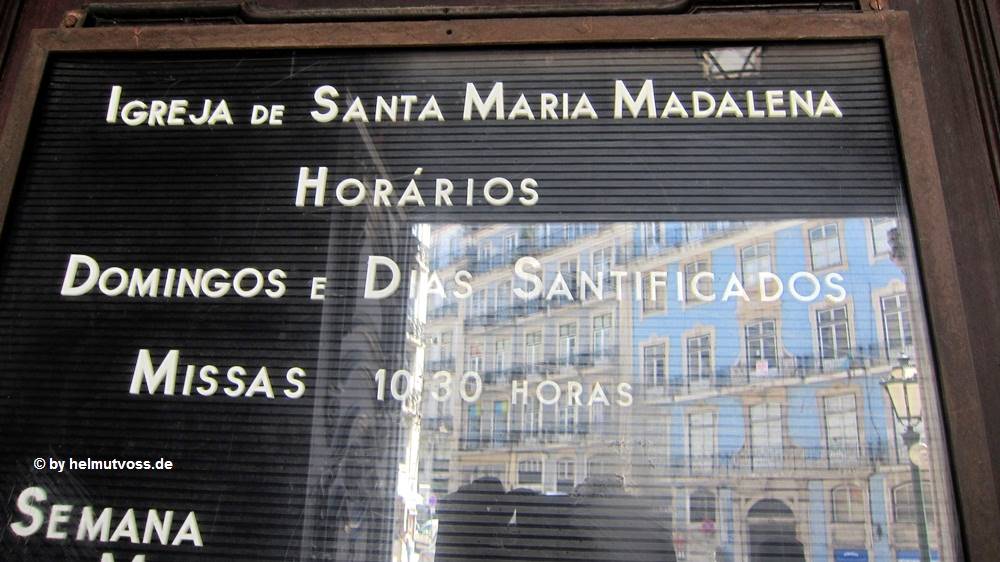 Igreja de Santa Maria Madalena
Horários
Domingos e Dias Santificados
Missas 10:30 horas
© by helmutvoss.de
Semana